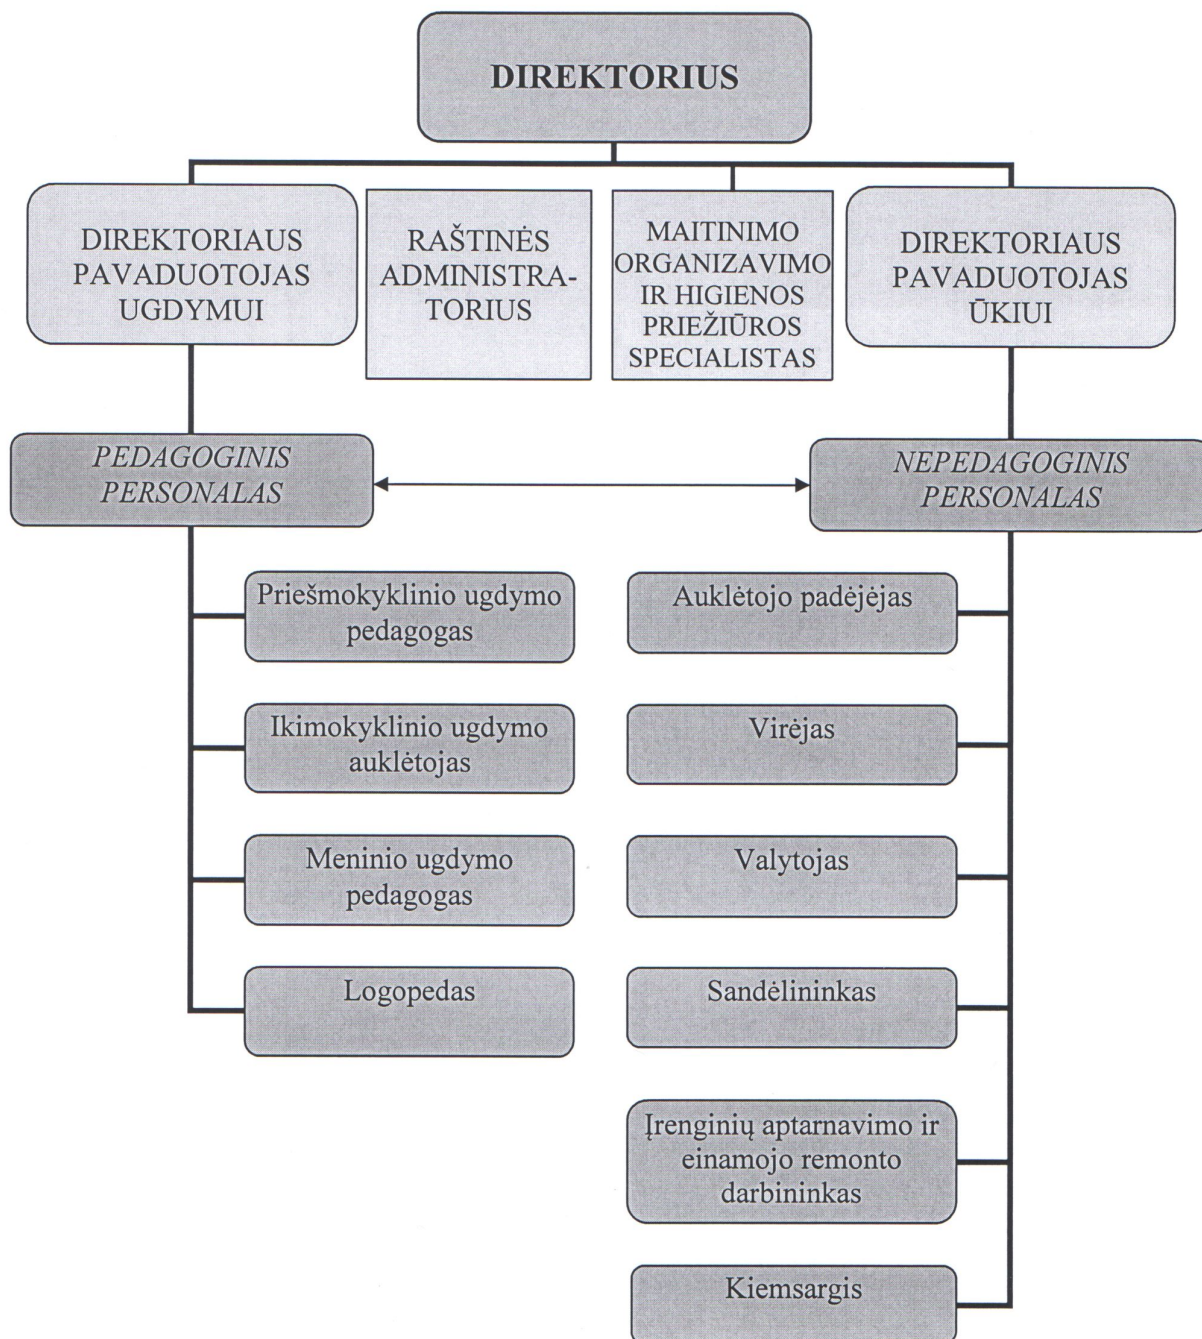 DIREKTORIUS
DIREKTORIAUS
PAVADUOTOJAS
UGDYMUI
RAŠTINĖS
ADMINISTRA-
TORIUS
MAITINIMO
ORGANIZAVIMO
IR HIGIENOS
PRIEŽIŪROS
SPECIALISTAS
DIREKTORIAUS
PAVADUOTOJAS
ŪKIUI
PEDAGOGINIS
PERSONALAS
NEPEDAGOGINIS
PERSONALAS
Priešmokyklinio ugdymo
pedagogas
Ikimokyklinio ugdymo
auklėtojas
Meninio ugdymo
pedagogas
Logopedas
Auklėtojo padėjėjas
Virėjas
Valytojas
Sandėlininkas
Įrenginių aptarnavimo ir
einamojo remonto
darbininkas
Kiemsargis